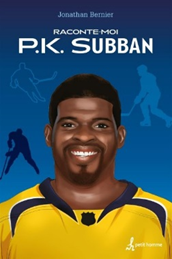 Jonathan Bernier
RACONTE-MOI
P.K. SUBBAN
petit homme